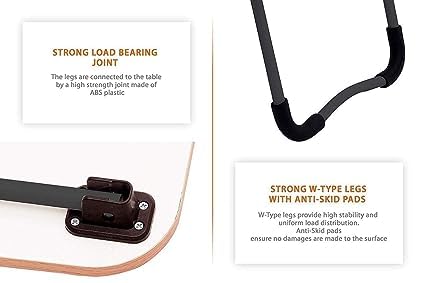 STRONG LOAD BEARING
JOINT
The legs are connected to the table
by a high strength joint made of
ABS plastic
STRONG W-TYPE LEGS
WITH ANTI-SKID PADS
W-Type legs provide high stability and
uniform load distribution.
Anti-Skid pads
ensure no damages are made to the surface